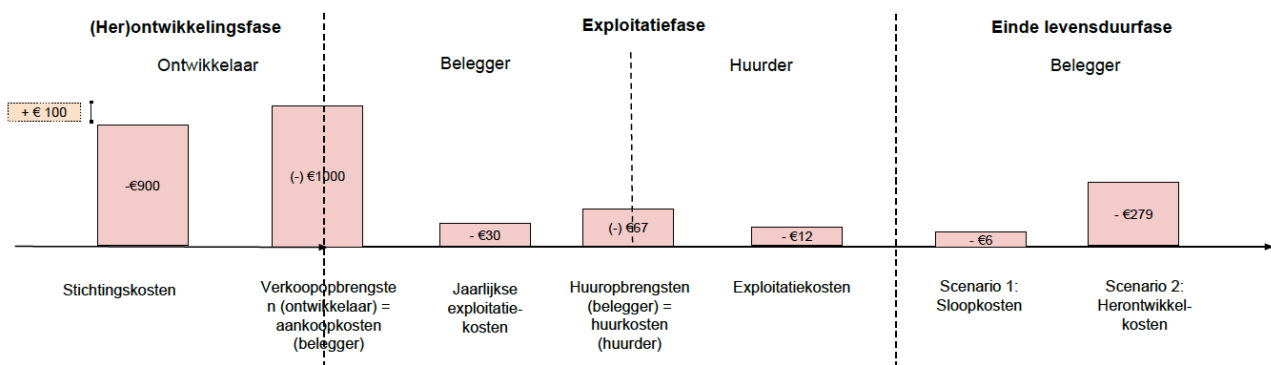 (Her)ontwikkelingsfase
Exploitatiefase
Einde levensduurfase
Ontwikkelaar
Belegger
Huurder
Belegger
+ € 100
-€900
(-) €1000
- €30
(-) €67
- €12
- €6
- €279
Stichtingskosten
Verkoopopbrengste
n (ontwikkelaar) =
aankoopkosten
(belegger)
Jaarlijkse
exploitatie-
kosten
Huuropbrengsten
(belegger) =
huurkosten
(huurder)
Exploitatiekosten
Scenario 1:
Sloopkosten
Scenario 2:
Herontwikkel-
kosten